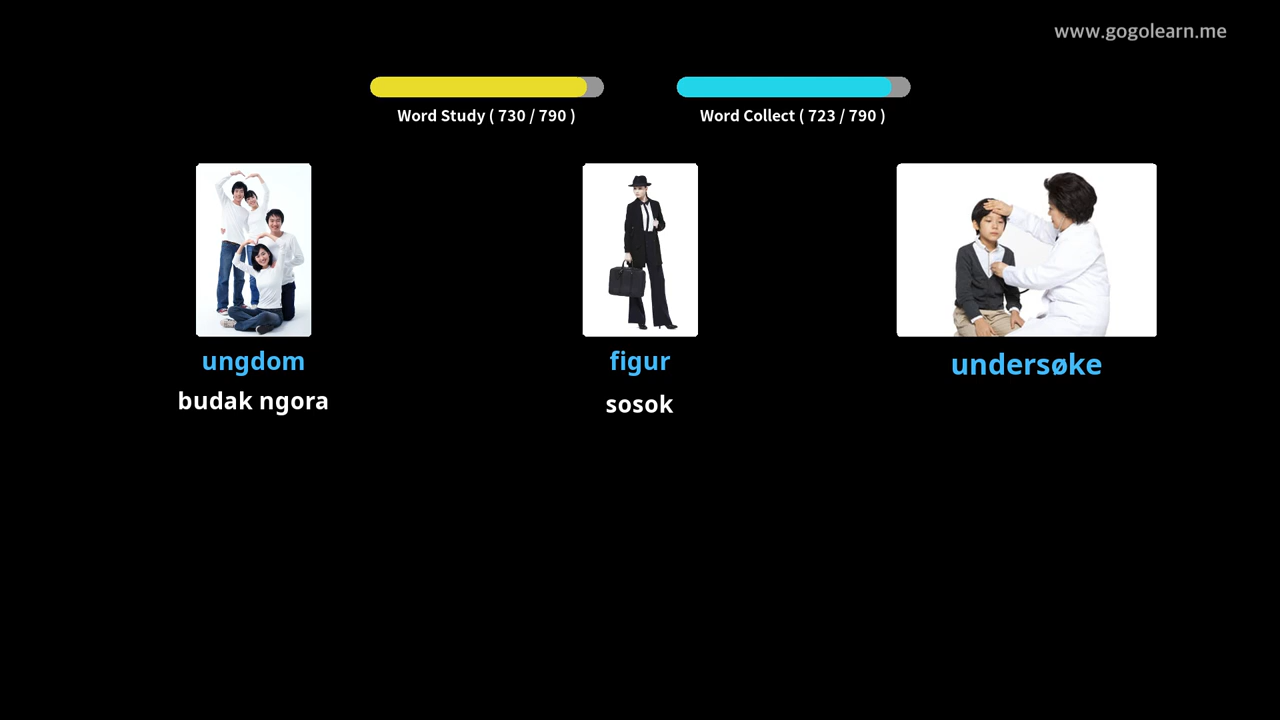 www.gogolearn.me
Word Study ( 730 / 790 )
Word Collect ( 723 / 790 )
ungdom
budak ngora
figur
sosok
undersøke